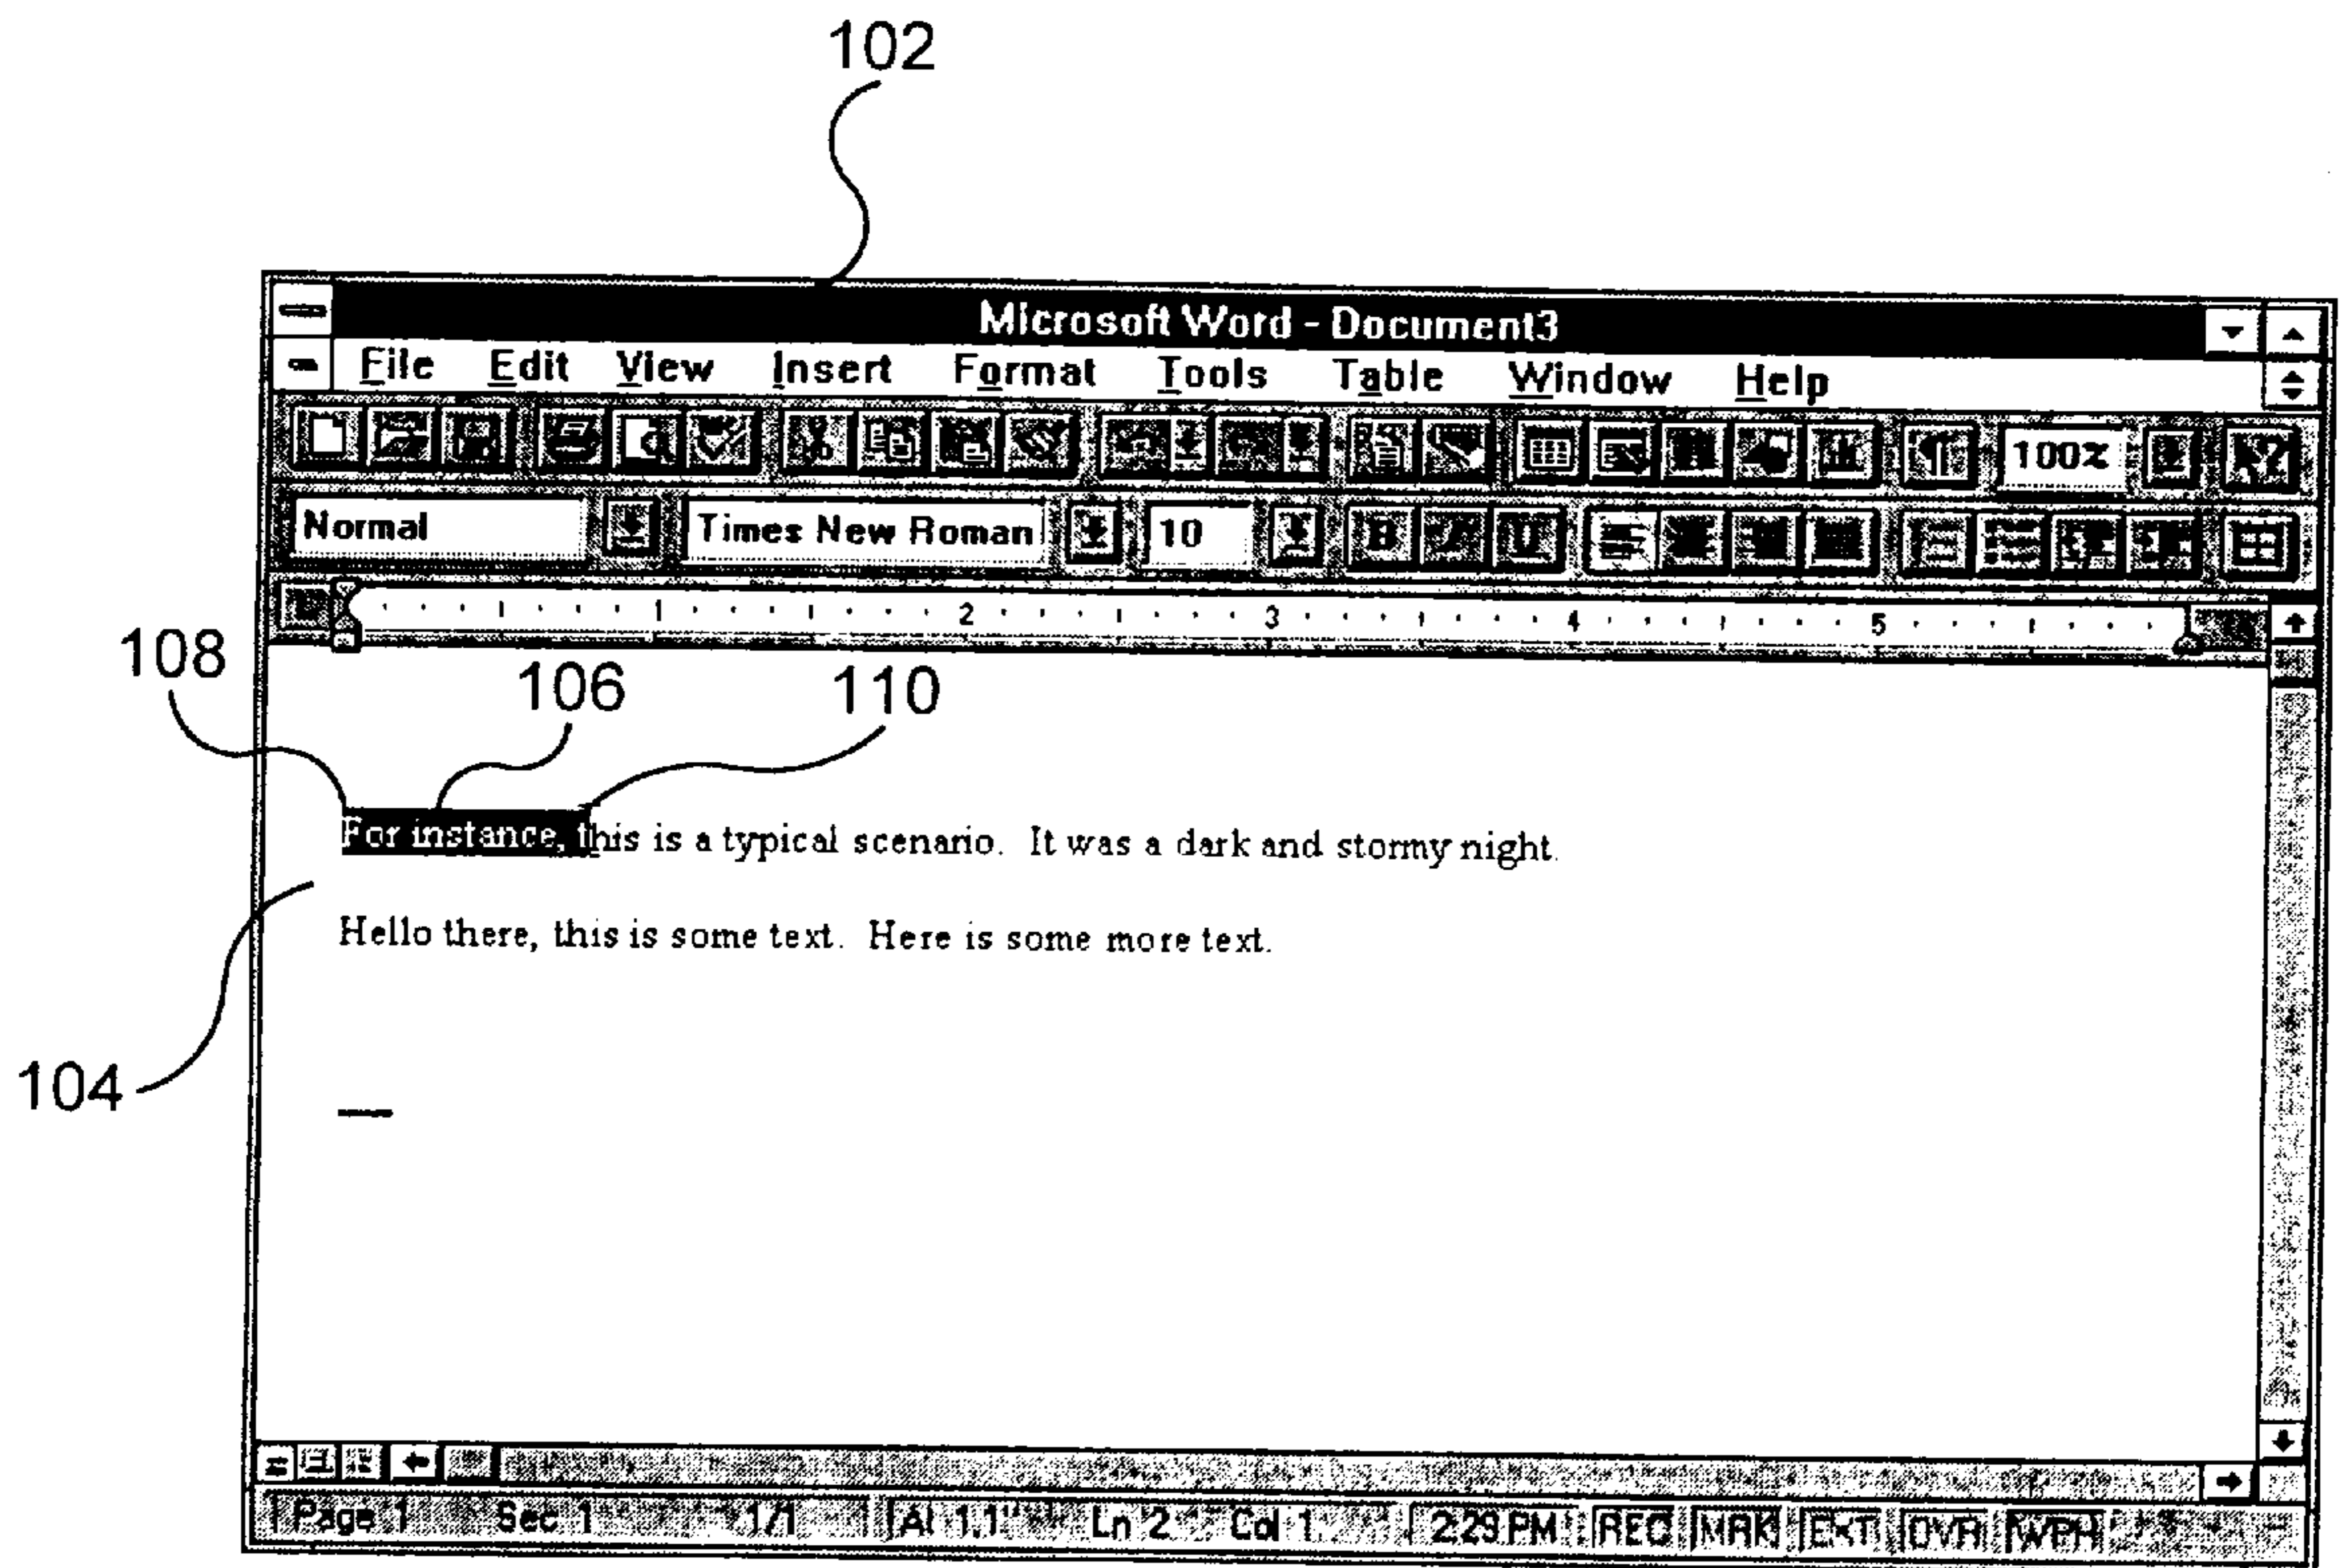 102
Microsoft Word - Document3
File Edit View Insert Format Tools Table Window Help
100%
Normal Times New Roman 10 B I U
1 2 3 4 5
108 106 110
For instance, this is a typical scenario. It was a dark and stormy night.
Hello there, this is some text. Here is some more text.
104
Page 1 Sec 1 1/1 At 1.1" Ln 2 Col 1 2:29 PM REC MRK EXT OVR WPH